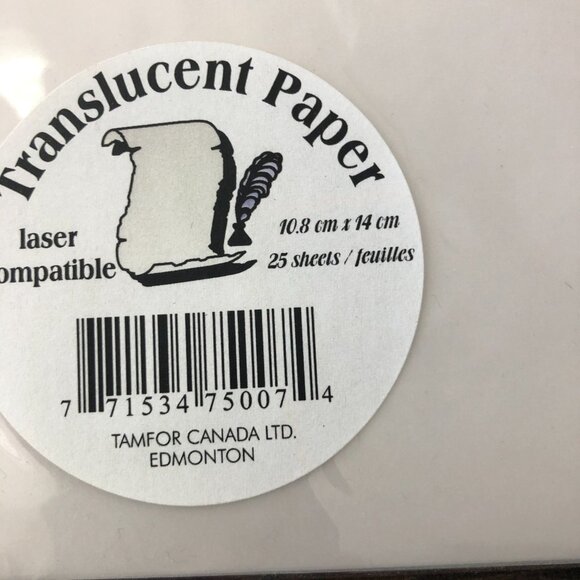 Translucent Paper
laser
compatible
10.8 cm x 14 cm
25 sheets / feuilles
7 71534 75007 4
TAMFOR CANADA LTD.
EDMONTON